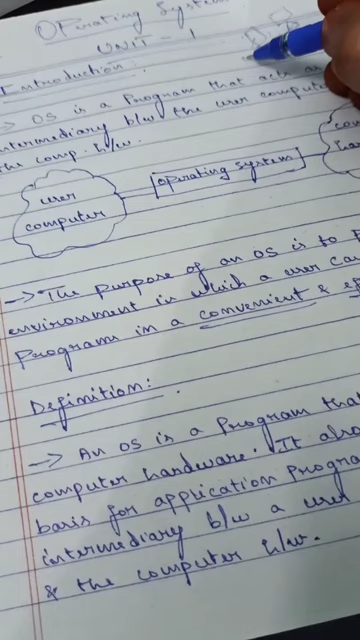 Operating System
UNIT - 1
Introduction :
→ OS is a Program that acts as
intermediary b/w the user computer
the comp. h/w.
user
computer
Operating System
→ The purpose of an OS is to
environment in which a user can
Program in a convenient &
Definition :
→ An OS is a Program that
computer hardware. It also
basis for application Progra
intermediary b/w a user
& the computer h/w.